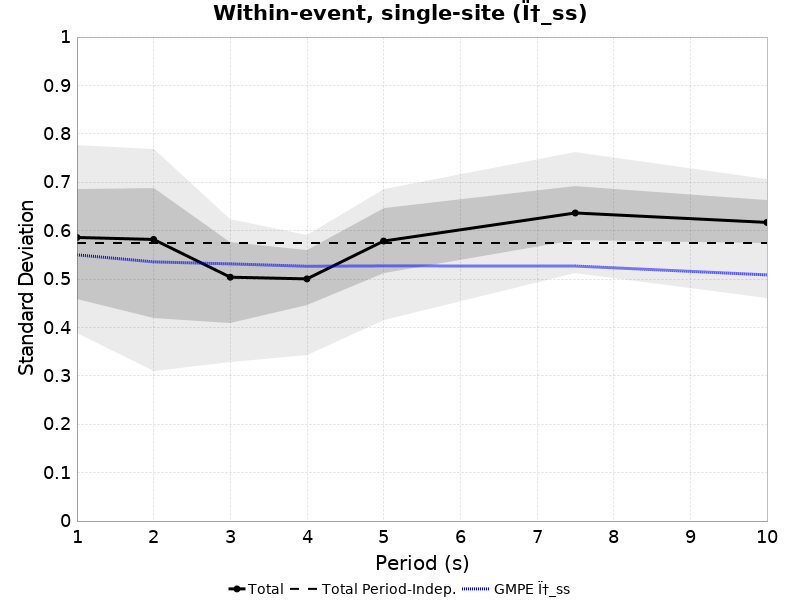 Within-event, single-site (Ï†_ss)
1
0.9
0.8
0.7
0.6
0.5
0.4
0.3
0.2
0.1
0
Standard Deviation
1 2 3 4 5 6 7 8 9 10
Period (s)
Total Total Period-Indep. GMPE Ï†_ss